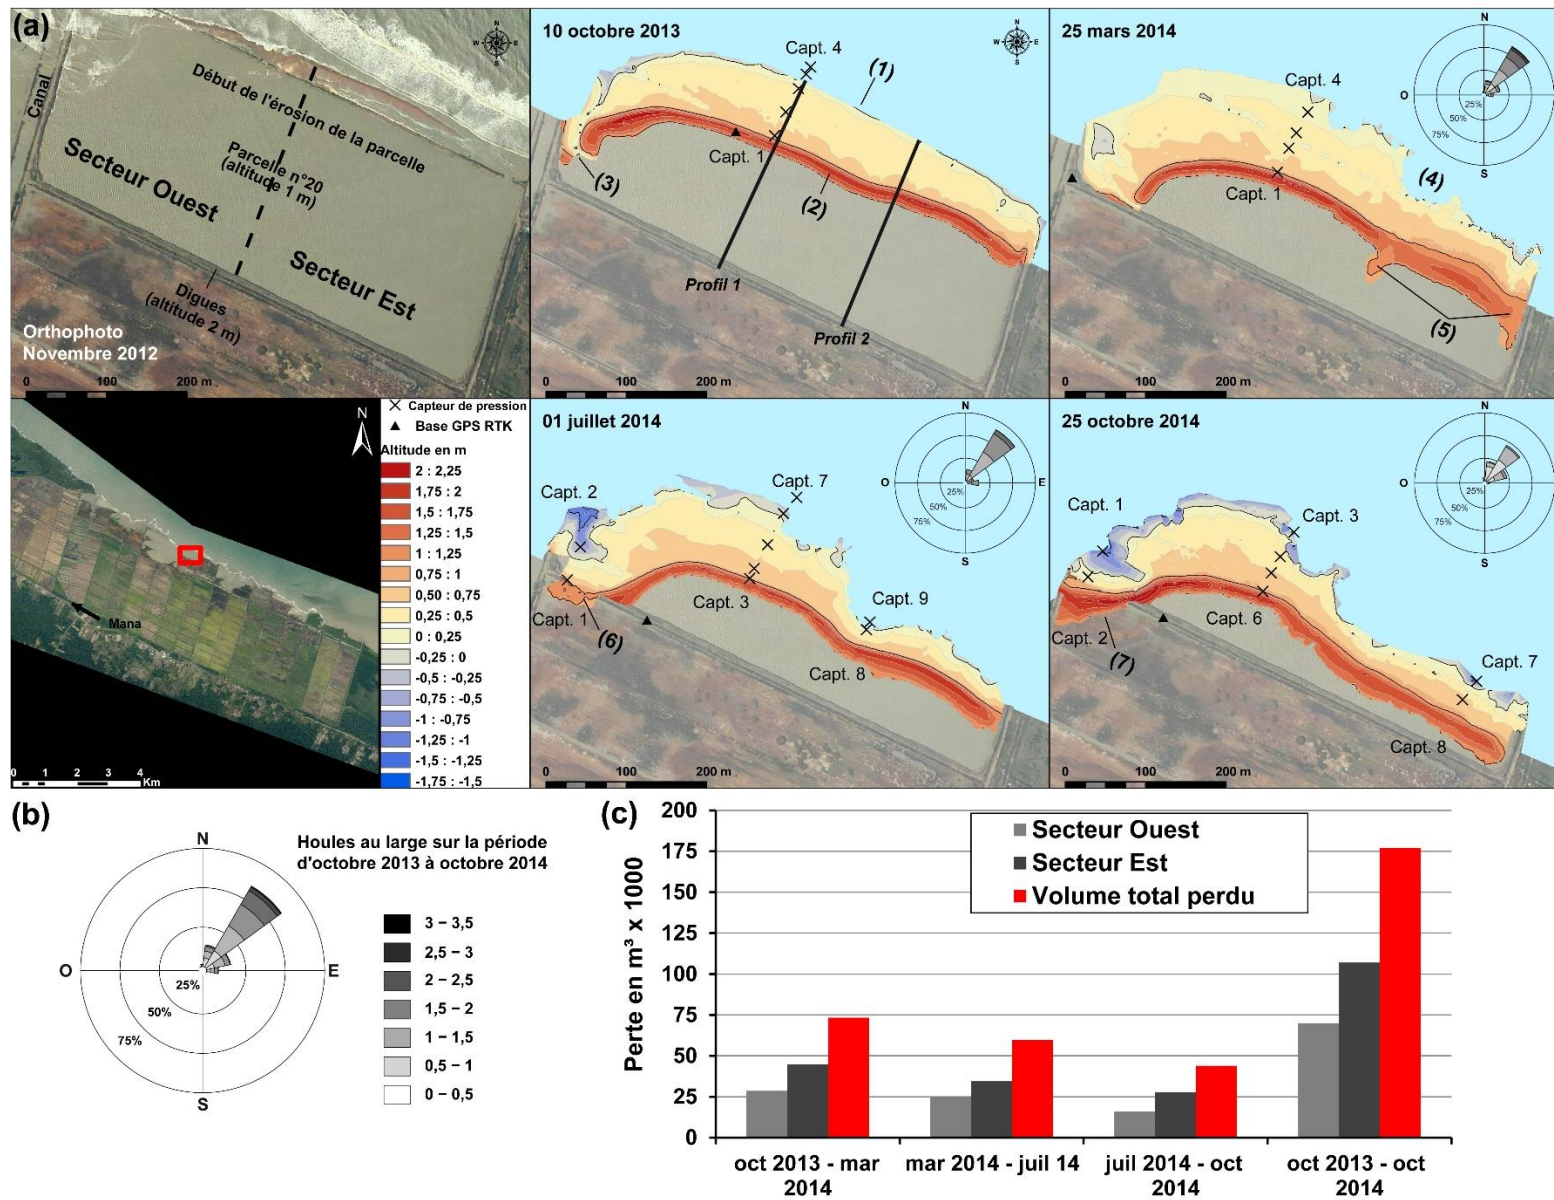 (a)
N
W
E
S
Canal
Début de l'érosion de la parcelle
Parcelle n°20
(altitude 1 m)
Secteur Ouest
Secteur Est
Digues
(altitude 2 m)
Orthophoto
Novembre 2012
0 100 200 m
10 octobre 2013
N
W
E
S
Capt. 4
(1)
Capt. 1
(2)
(3)
Profil 1
Profil 2
0 100 200 m
25 mars 2014
N
O
S
25%
50%
75%
Capt. 4
(4)
Capt. 1
(5)
0 100 200 m
N
Mana
0 1 2 3 4
Km
Capteur de pression
Base GPS RTK
Altitude en m
2 : 2,25
1,75 : 2
1,5 : 1,75
1,25 : 1,5
1 : 1,25
0,75 : 1
0,50 : 0,75
0,25 : 0,5
0 : 0,25
-0,25 : 0
-0,5 : -0,25
-0,75 : -0,5
-1 : -0,75
-1,25 : -1
-1,5 : -1,25
-1,75 : -1,5
01 juillet 2014
N
O
E
S
25%
50%
75%
Capt. 2
Capt. 7
Capt. 3
Capt. 9
Capt. 1
(6)
Capt. 8
0 100 200 m
25 octobre 2014
N
O
S
25%
50%
75%
Capt. 1
Capt. 3
Capt. 6
Capt. 2
(7)
Capt. 7
Capt. 8
0 100 200 m
(b)
Houles au large sur la période
d'octobre 2013 à octobre 2014
N
O
E
S
25%
50%
75%
3 – 3,5
2,5 – 3
2 – 2,5
1,5 – 2
1 – 1,5
0,5 – 1
0 – 0,5
(c)
Perte en m³ x 1000
200
175
150
125
100
75
50
25
0
Secteur Ouest
Secteur Est
Volume total perdu
oct 2013 - mar
2014
mar 2014 - juil 14
juil 2014 - oct
2014
oct 2013 - oct
2014